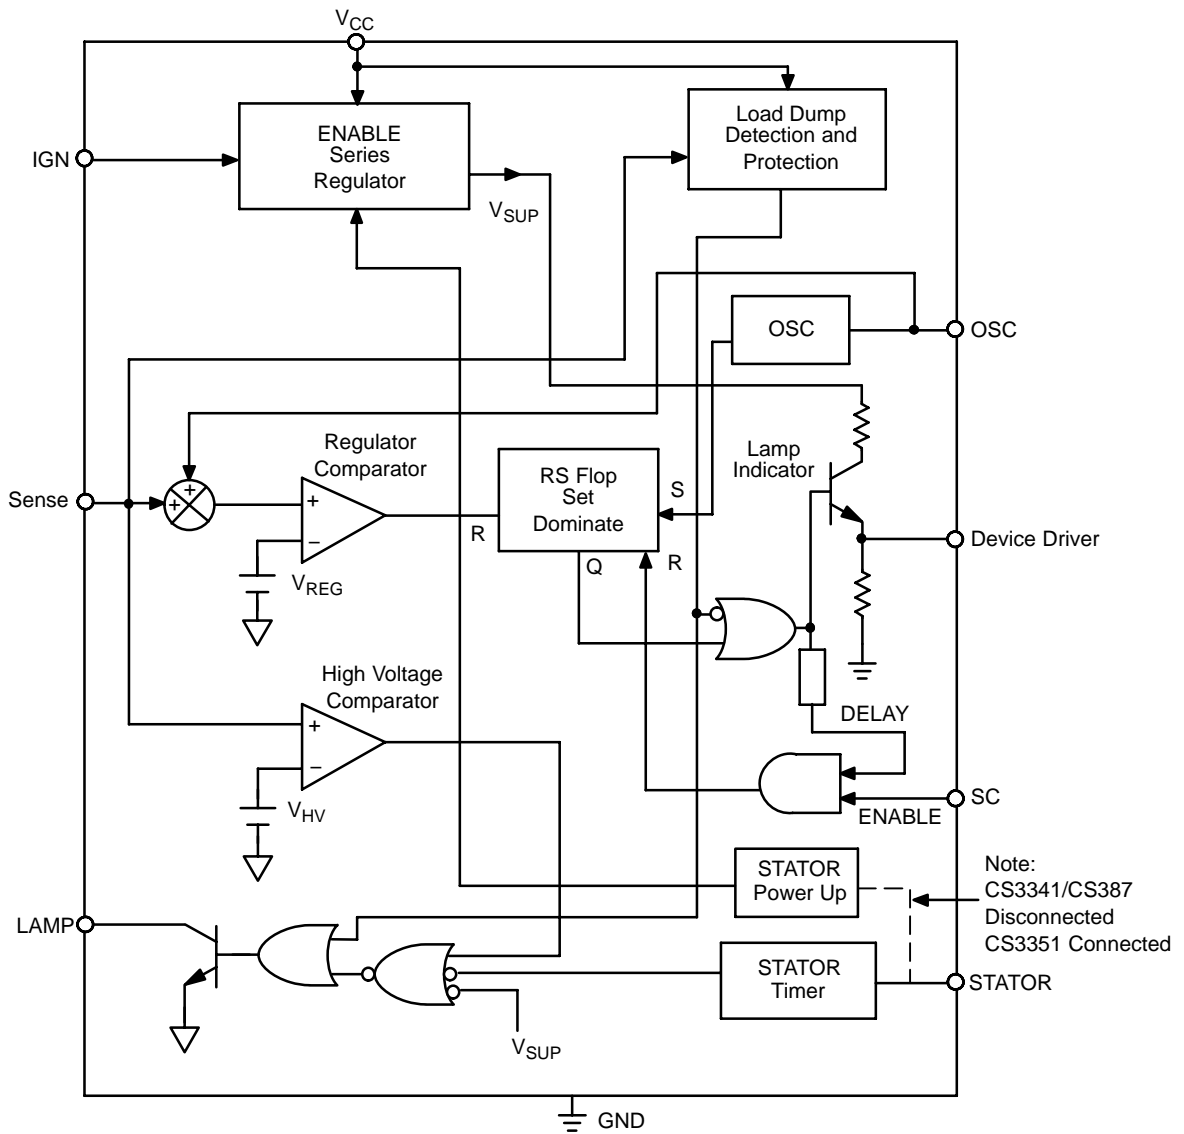 VCC
IGN
ENABLE
Series
Regulator
VSUP
Load Dump
Detection and
Protection
OSC
OSC
Regulator
Comparator
Lamp
Indicator
Sense
+
+
+
−
VREG
R
RS Flop
Set
Dominate
S
Q
R
Device Driver
High Voltage
Comparator
+
−
VHV
DELAY
SC
ENABLE
STATOR
Power Up
Note:
CS3341/CS387
Disconnected
CS3351 Connected
LAMP
STATOR
Timer
STATOR
VSUP
GND